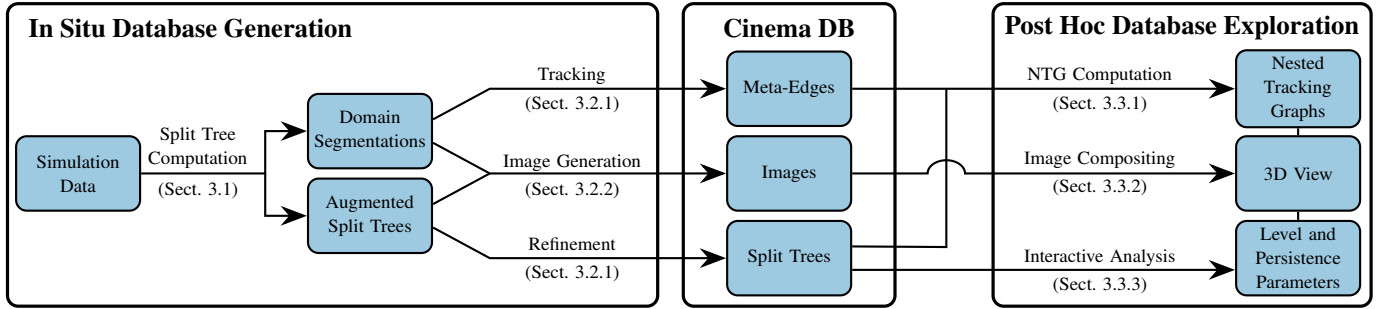 In Situ Database Generation
Simulation
Data
Split Tree
Computation
(Sect. 3.1)
Domain
Segmentations
Augmented
Split Trees
Tracking
(Sect. 3.2.1)
Image Generation
(Sect. 3.2.2)
Refinement
(Sect. 3.2.1)
Cinema DB
Meta-Edges
Images
Split Trees
Post Hoc Database Exploration
NTG Computation
(Sect. 3.3.1)
Image Compositing
(Sect. 3.3.2)
Interactive Analysis
(Sect. 3.3.3)
Nested
Tracking
Graphs
3D View
Level and
Persistence
Parameters